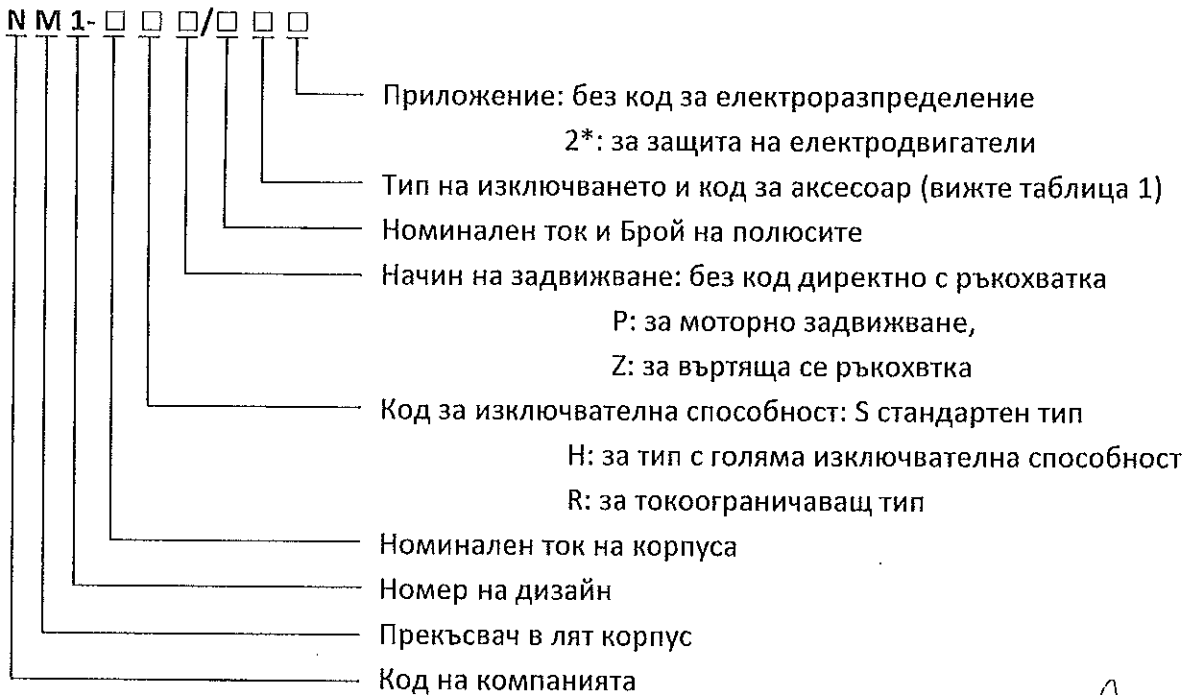 N M 1-□ □ □/□ □ □
Приложение: без код за електроразпределение
2*: за защита на електродвигатели
Тип на изключването и код за аксесоар (вижте таблица 1)
Номинален ток и Брой на полюсите
Начин на задвижване: без код директно с ръкохватка
P: за моторно задвижване,
Z: за въртяща се ръкохвтка
Код за изключвателна способност: S стандартен тип
H: за тип с голяма изключвателна способност
R: за токоограничаващ тип
Номинален ток на корпуса
Номер на дизайн
Прекъсвач в лят корпус
Код на компанията